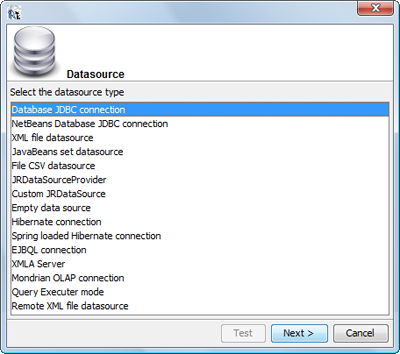 Datasource
Select the datasource type
Database JDBC connection
NetBeans Database JDBC connection
XML file datasource
JavaBeans set datasource
File CSV datasource
JRDataSourceProvider
Custom JRDataSource
Empty data source
Hibernate connection
Spring loaded Hibernate connection
EJBQL connection
XMLA Server
Mondrian OLAP connection
Query Executer mode
Remote XML file datasource
Test Next > Cancel